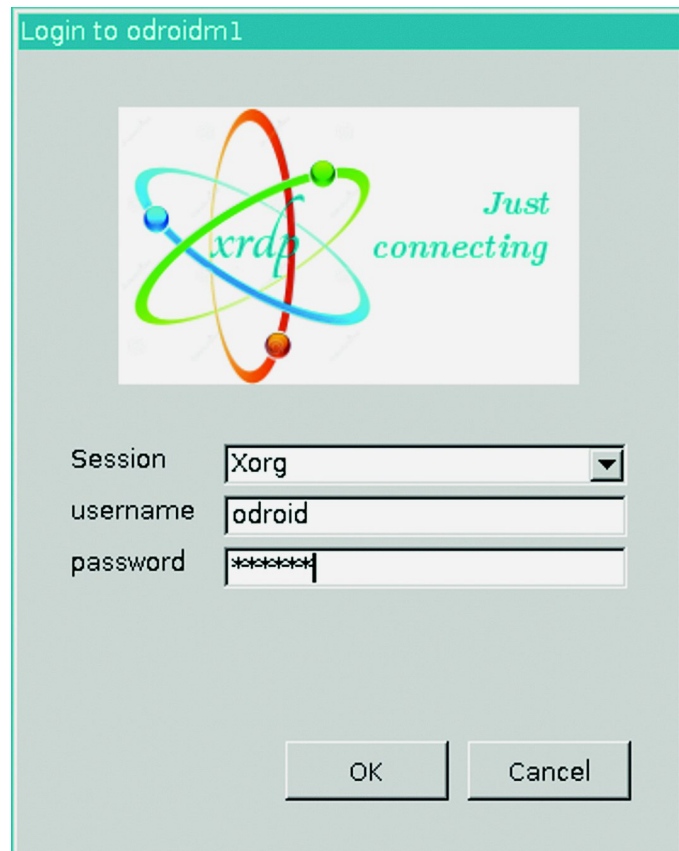 Login to odroidm1
xrdp
Just
connecting
Session Xorg
username odroid
password ******
OK Cancel